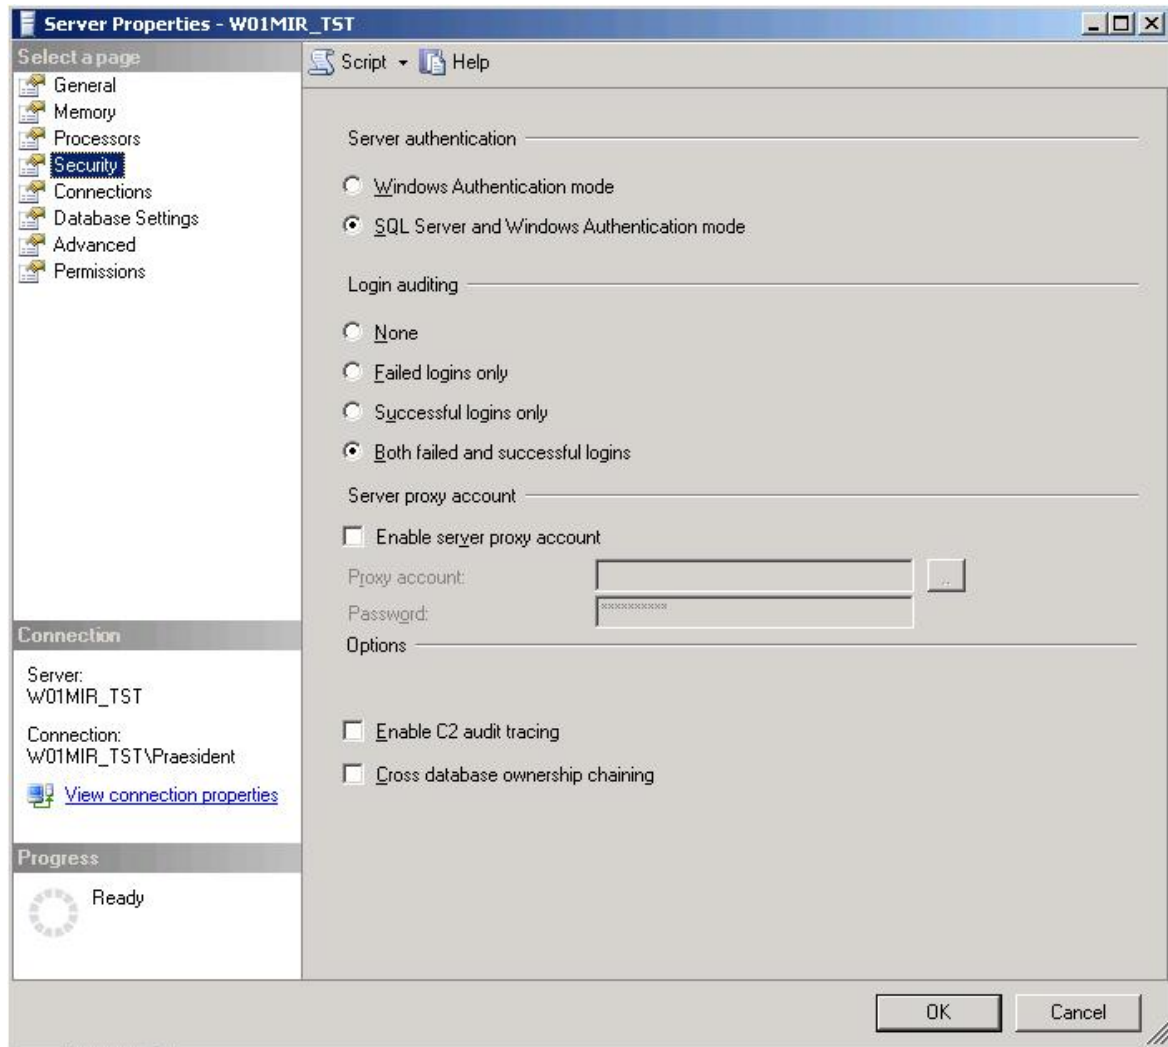 Server Properties - W01MIR_TST
Select a page
General
Memory
Processors
Security
Connections
Database Settings
Advanced
Permissions
Script Help
Server authentication
Windows Authentication mode
SQL Server and Windows Authentication mode
Login auditing
None
Failed logins only
Successful logins only
Both failed and successful logins
Server proxy account
Enable server proxy account
Proxy account:
..
Password:
**********
Options
Enable C2 audit tracing
Cross database ownership chaining
Connection
Server:
W01MIR_TST
Connection:
W01MIR_TST\Praesident
View connection properties
Progress
Ready
OK Cancel